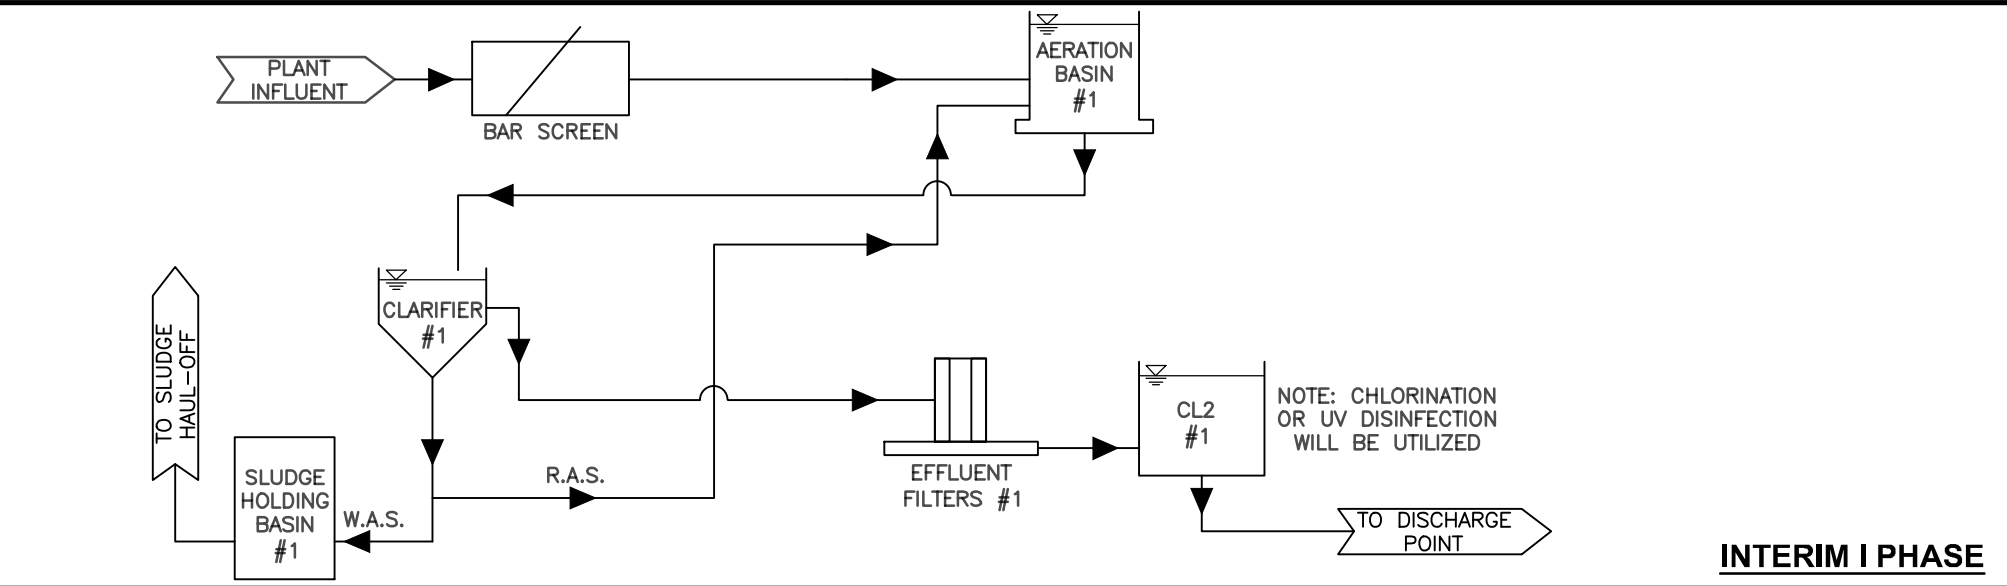 PLANT
INFLUENT
BAR SCREEN
AERATION
BASIN
#1
CLARIFIER
#1
TO SLUDGE
HAUL-OFF
SLUDGE
HOLDING
BASIN
#1
W.A.S.
R.A.S.
EFFLUENT
FILTERS #1
CL2
#1
NOTE: CHLORINATION
OR UV DISINFECTION
WILL BE UTILIZED
TO DISCHARGE
POINT
INTERIM I PHASE